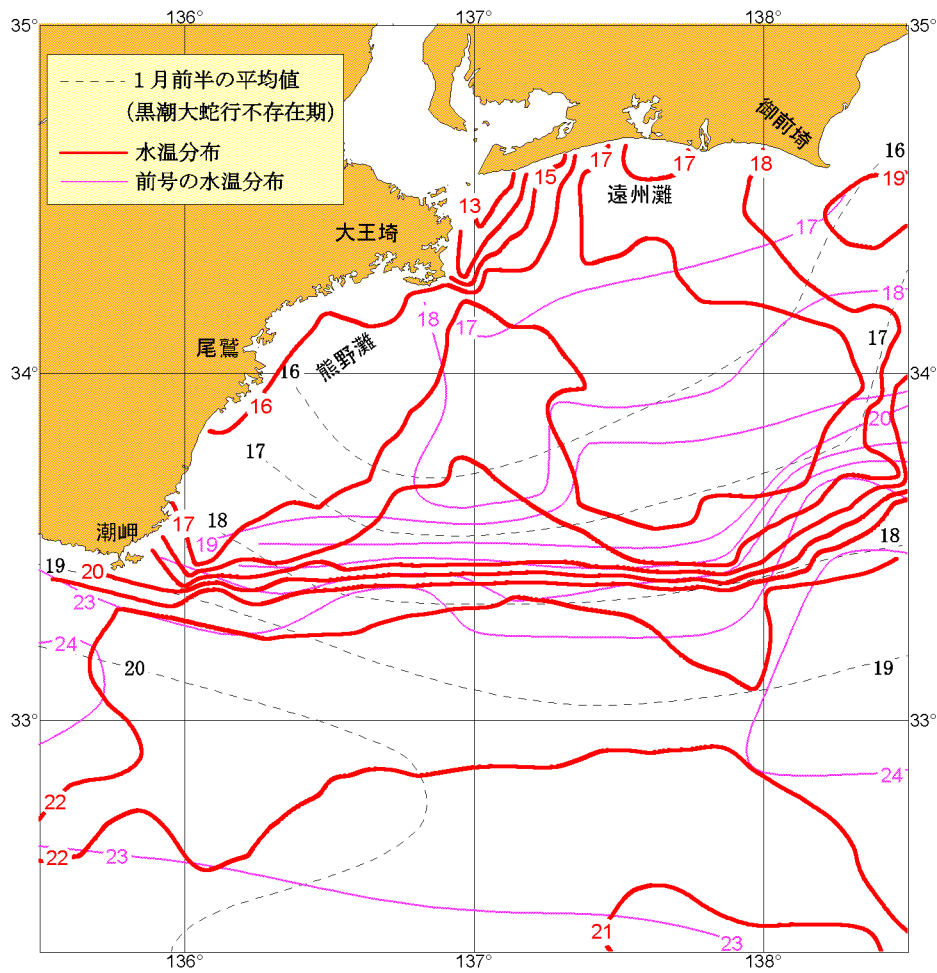 136° 137° 138°
35° 35°
1月前半の平均値
(黒潮大蛇行不存在期)
水温分布
前号の水温分布
御前埼
16
13 15 17 17 18 19
遠州灘
大王埼
17
18 17 18
尾鷲
熊野灘
17
34° 34°
16
16
20
17
17 18
潮岬
19
18
19 20
23
24
20
19
33° 33°
24
22
22 23
21
23
136° 137° 138°